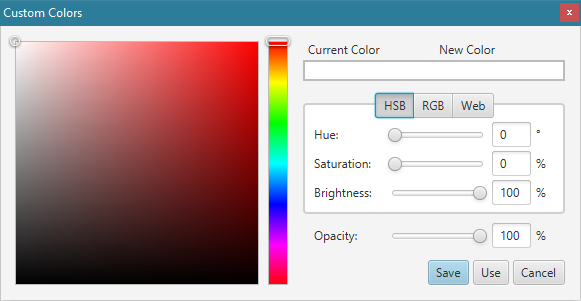 Custom Colors
Current Color New Color
HSB RGB Web
Hue: 0 °
Saturation: 0 %
Brightness: 100 %
Opacity: 100 %
Save Use Cancel